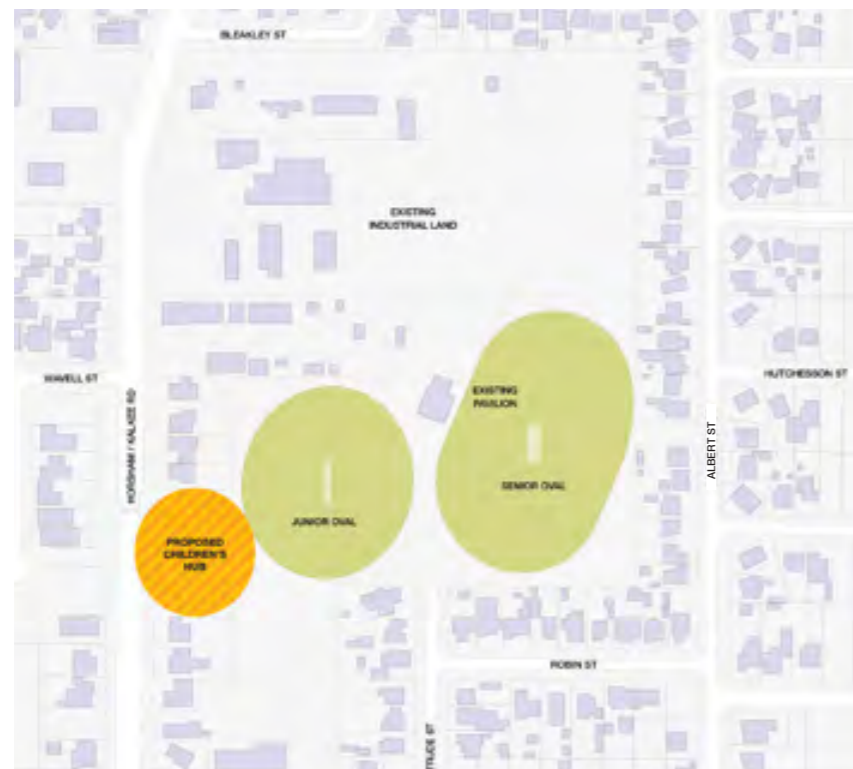 BLEAKLEY ST
EXISTING
INDUSTRIAL LAND
WAVELL ST
HUTCHESSON ST
EXISTING
PAVILION
HORSHAM / KALKEE RD
ALBERT ST
SENIOR OVAL
JUNIOR OVAL
PROPOSED
CHILDREN'S
HUB
ROBIN ST
ST